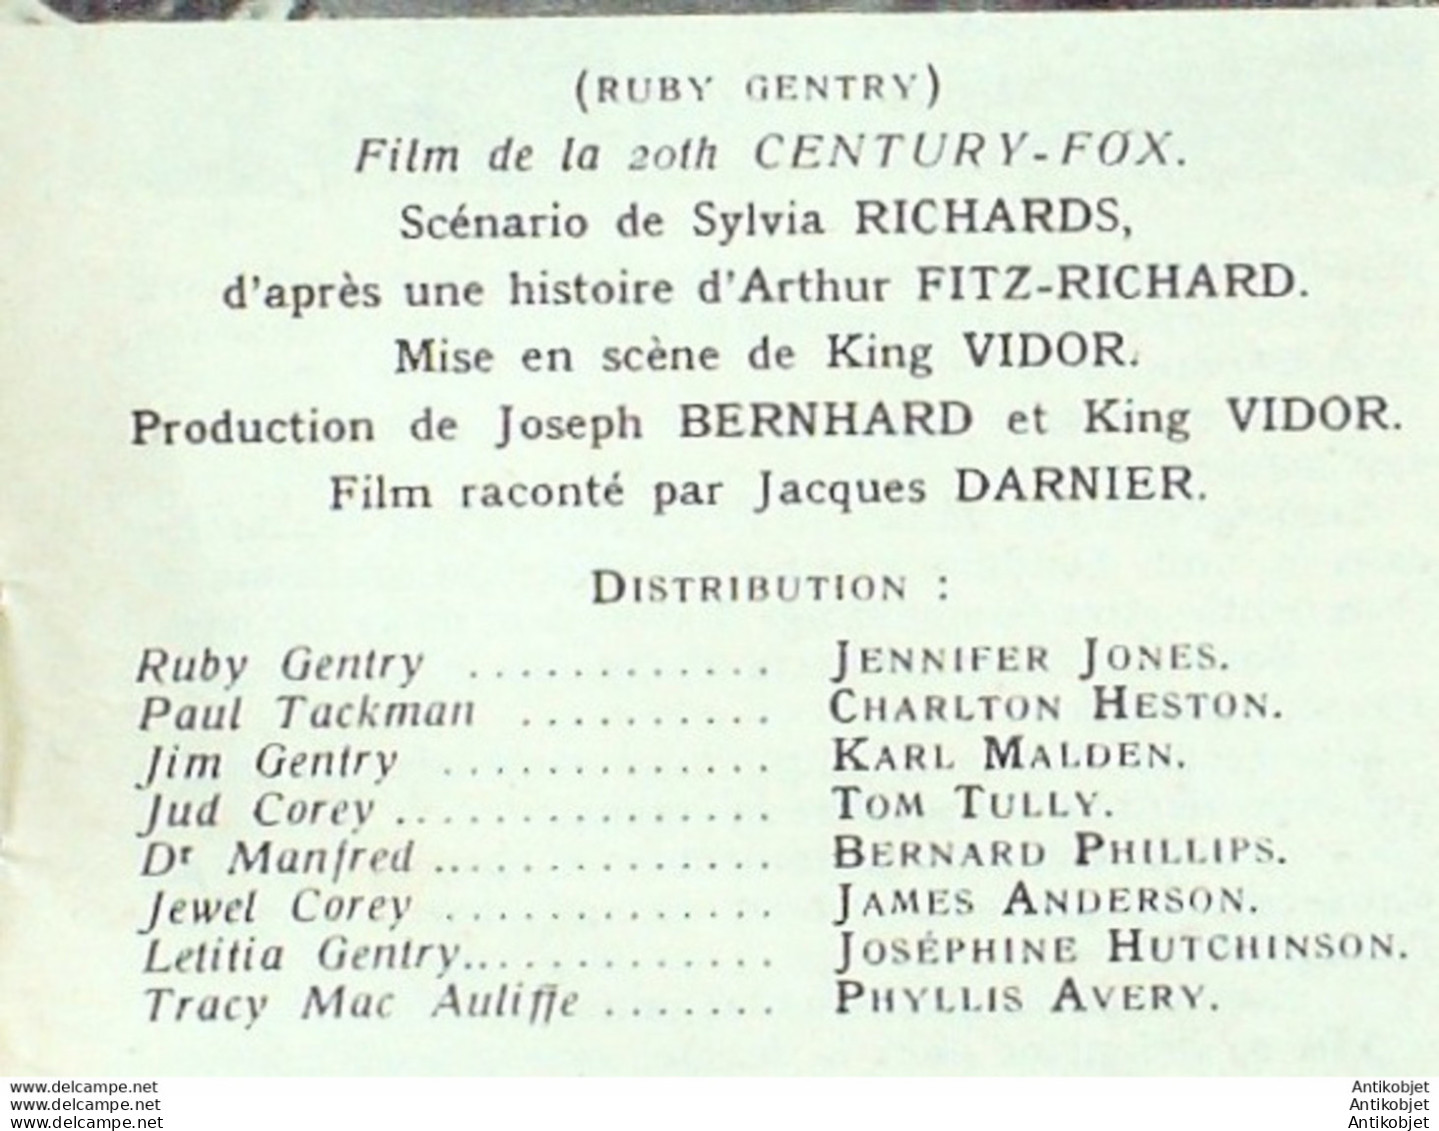 (RUBY GENTRY)
Film de la 20th CENTURY-FOX.
Scénario de Sylvia RICHARDS,
d'après une histoire d'Arthur FITZ-RICHARD.
Mise en scène de King VIDOR.
Production de Joseph BERNHARD et King VIDOR.
Film raconté par Jacques DARNIER.
DISTRIBUTION :
Ruby Gentry ............ JENNIFER JONES.
Paul Tackman .......... CHARLTON HESTON.
Jim Gentry ............. KARL MALDEN.
Jud Corey ............... TOM TULLY.
Dr Manfred .............. BERNARD PHILLIPS.
Jewel Corey ............. JAMES ANDERSON.
Letitia Gentry............. JOSÉPHINE HUTCHINSON.
Tracy Mac Auliffe ....... PHYLLIS AVERY.
www.delcampe.net Antikobjet
www.delcampe.net Antikobjet
www.delcampe.net Antikobjet